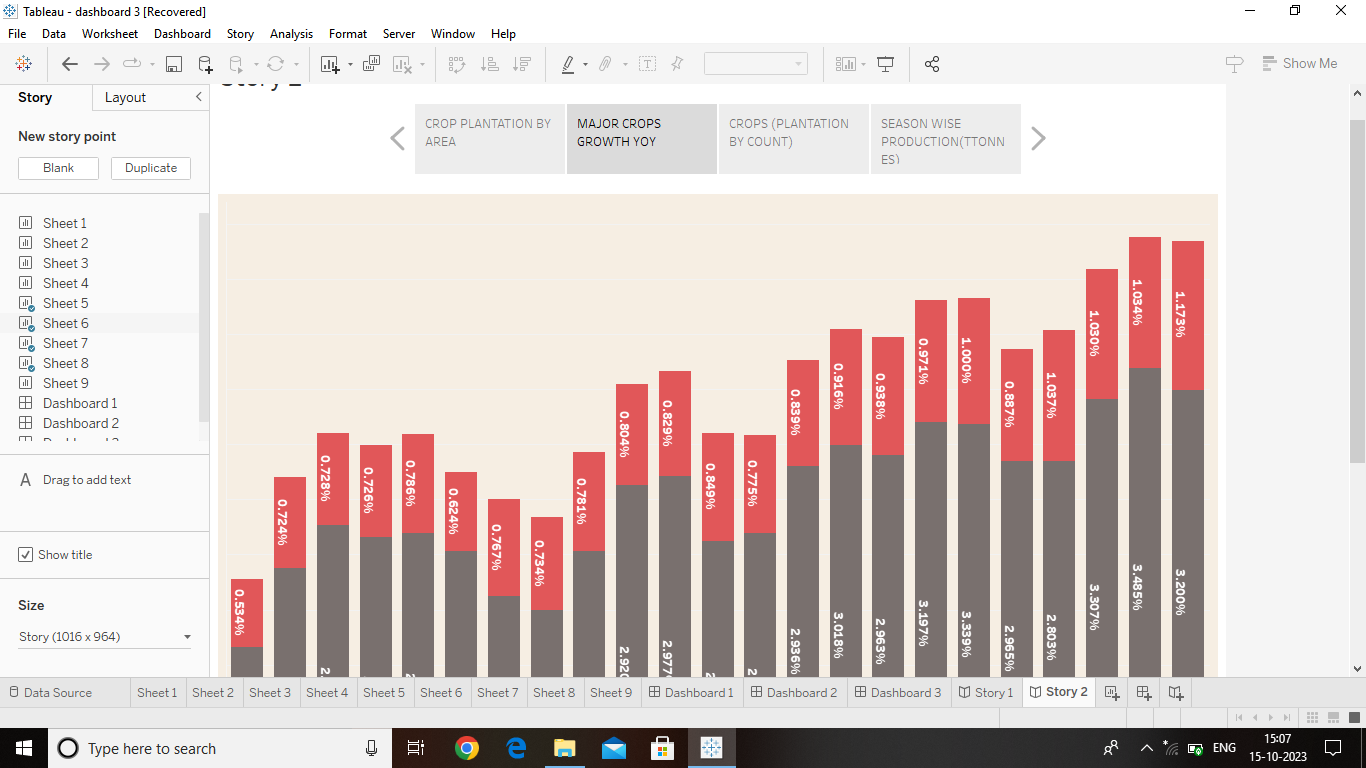 Tableau - dashboard 3 [Recovered]
File Data Worksheet Dashboard Story Analysis Format Server Window Help
Show Me
Story Layout
New story point
Blank Duplicate
Sheet 1
Sheet 2
Sheet 3
Sheet 4
Sheet 5
Sheet 6
Sheet 7
Sheet 8
Sheet 9
Dashboard 1
Dashboard 2
A Drag to add text
Show title
Size
Story (1016 x 964)
Story 2
CROP PLANTATION BY
AREA
MAJOR CROPS
GROWTH YOY
CROPS (PLANTATION
BY COUNT)
SEASON WISE
PRODUCTION(TTONN
ES)
0.534%
0.724%
0.728%
0.726%
0.786%
0.624%
0.767%
0.734%
0.781%
0.804%
0.829%
0.849%
0.775%
0.839%
0.916%
0.938%
0.971%
1.000%
0.887%
1.037%
1.030%
1.034%
1.173%
2.920
2.977
2.936%
3.018%
2.963%
3.197%
3.339%
2.965%
2.803%
3.307%
3.485%
3.200%
Data Source Sheet 1 Sheet 2 Sheet 3 Sheet 4 Sheet 5 Sheet 6 Sheet 7 Sheet 8 Sheet 9 Dashboard 1 Dashboard 2 Dashboard 3 Story 1 Story 2
Type here to search
ENG
15:07
15-10-2023